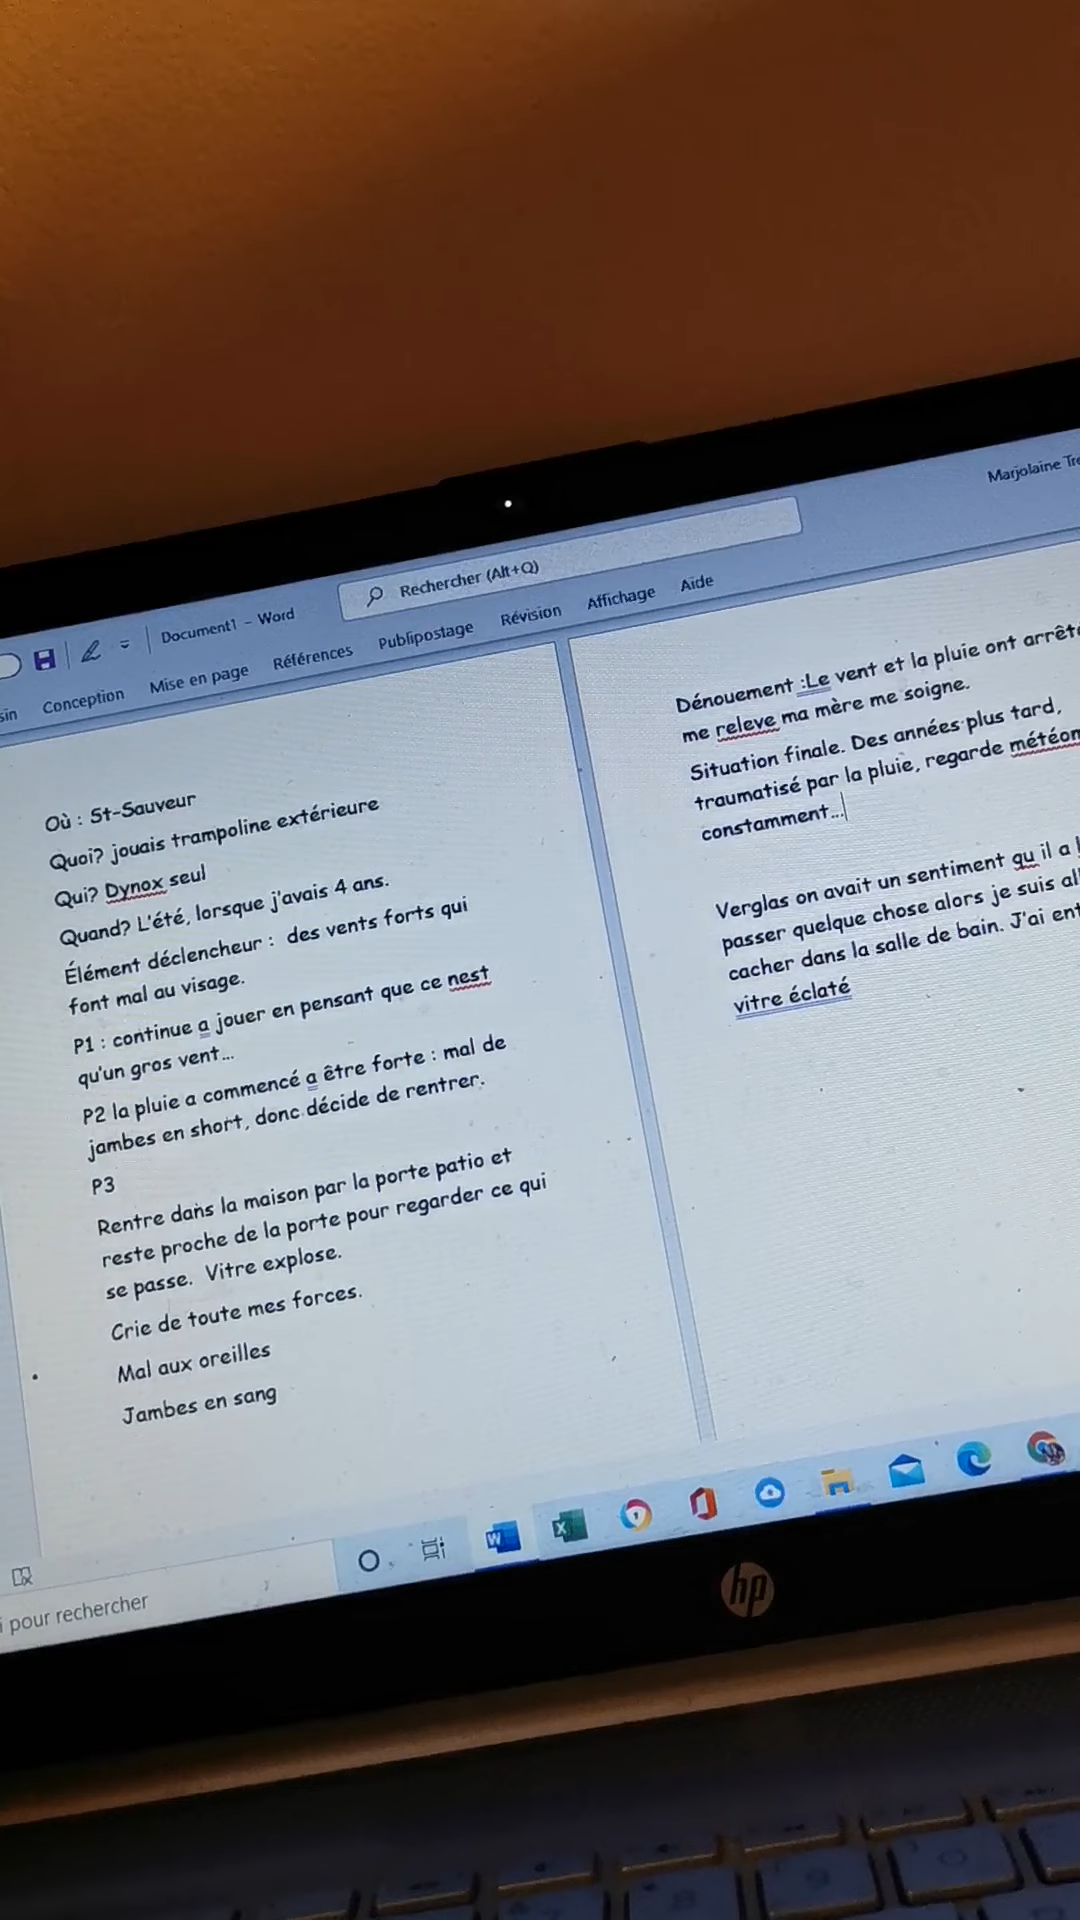 Marjolaine
Rechercher (Alt+Q)
Document1 - Word
Conception Mise en page Références Publipostage Révision Affichage Aide
Où : St-Sauveur
Quoi? jouais trampoline extérieure
Qui? Dynox seul
Quand? L'été, lorsque j'avais 4 ans.
Élément déclencheur : des vents forts qui
font mal au visage.
P1 : continue a jouer en pensant que ce nest
qu'un gros vent...
P2 la pluie a commencé a être forte : mal de
jambes en short, donc décide de rentrer.
P3
Rentre dans la maison par la porte patio et
reste proche de la porte pour regarder ce qui
se passe. Vitre explose.
Crie de toute mes forces.
Mal aux oreilles
Jambes en sang
Dénouement :Le vent et la pluie ont
me releve ma mère me soigne.
Situation finale. Des années plus tard,
traumatisé par la pluie, regarde
constamment...
Verglas on avait un sentiment qu il a
passer quelque chose alors je suis
cacher dans la salle de bain. J'ai
vitre éclaté
pour rechercher
hp